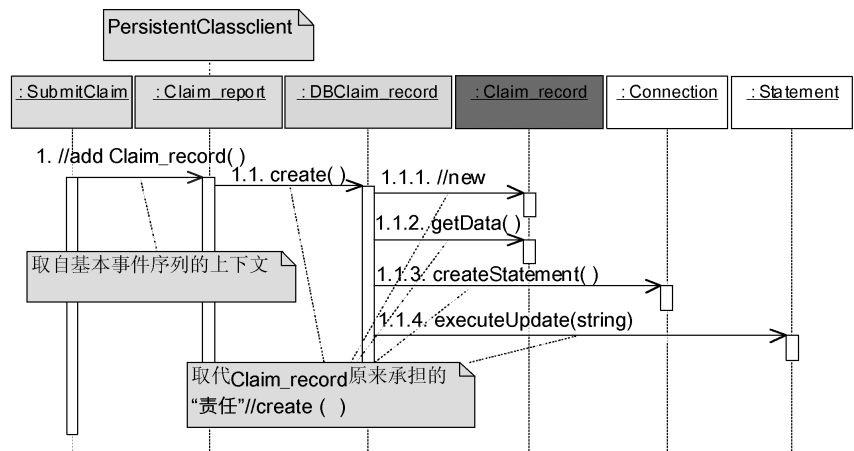 PersistentClassclient
: SubmitClaim
: Claim_report
: DBClaim_record
: Claim_record
: Connection
: Statement
1. //add Claim_record( )
1.1. create( )
1.1.1. //new
1.1.2. getData( )
取自基本事件序列的上下文
1.1.3. createStatement( )
1.1.4. executeUpdate(string)
取代Claim_record原来承担的
“责任”//create ( )